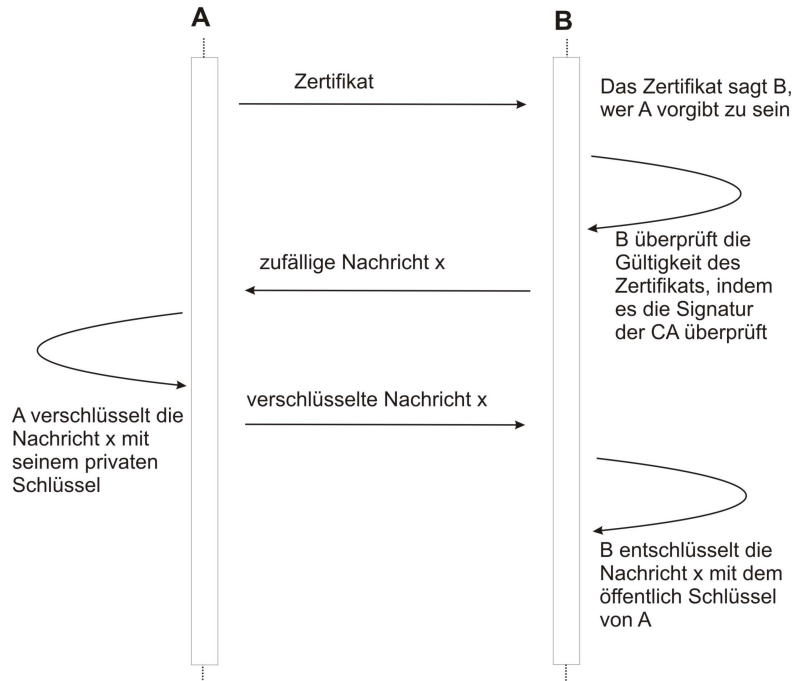 A
B
Zertifikat
Das Zertifikat sagt B,
wer A vorgibt zu sein
B überprüft die
Gültigkeit des
Zertifikats, indem
es die Signatur
der CA überprüft
zufällige Nachricht x
A verschlüsselt die
Nachricht x mit
seinem privaten
Schlüssel
verschlüsselte Nachricht x
B entschlüsselt die
Nachricht x mit dem
öffentlich Schlüssel
von A